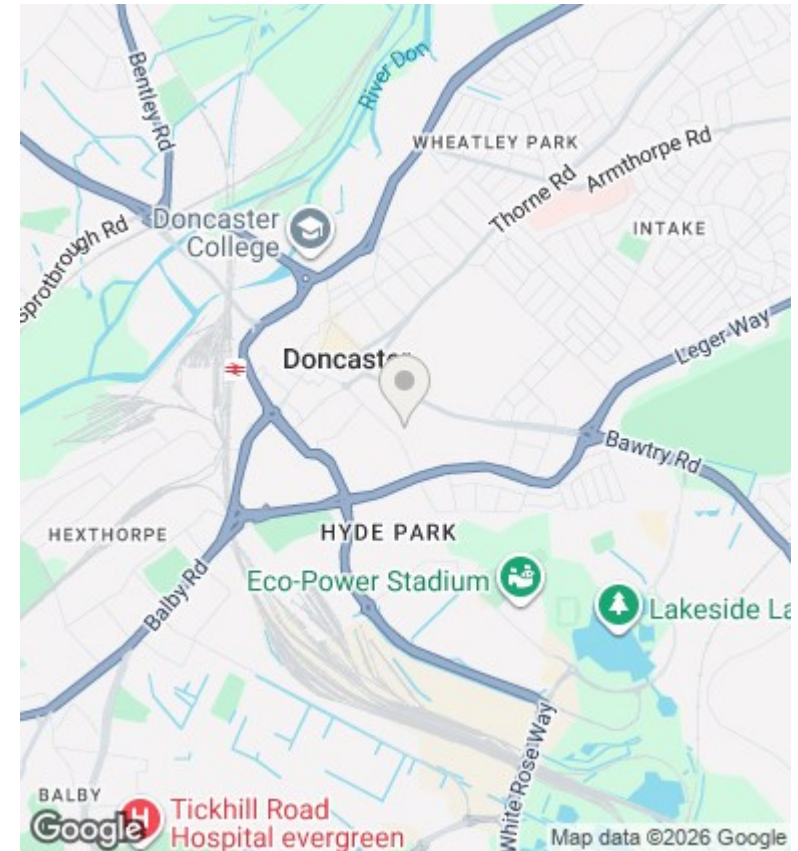 Bentley Rd
River Don
WHEATLEY PARK
Armthorpe Rd
Thorne Rd
Doncaster
College
INTAKE
Sprotbrough Rd
Leger Way
Doncaster
Bawtry Rd
HEXTHORPE
HYDE PARK
Balby Rd
Eco-Power Stadium
Lakeside La
White Rose Way
BALBY
Tickhill Road
Hospital evergreen
Google
Map data ©2026 Google